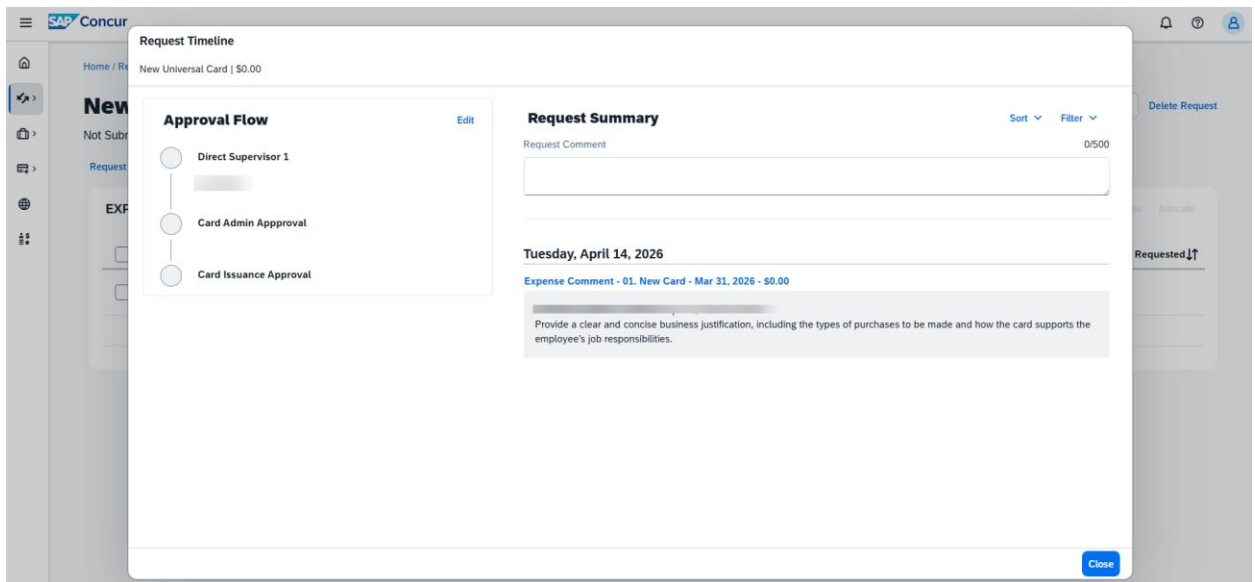 SAP Concur
Request Timeline
New Universal Card | $0.00
Home / Re
New
Not Subr
Request
EXP
Delete Request
Allocate
Requested
Approval Flow
Edit
Direct Supervisor 1
Card Admin Appproval
Card Issuance Approval
Request Summary
Sort
Filter
Request Comment
0/500
Tuesday, April 14, 2026
Expense Comment - 01. New Card - Mar 31, 2026 - $0.00
Provide a clear and concise business justification, including the types of purchases to be made and how the card supports the
employee's job responsibilities.
Close